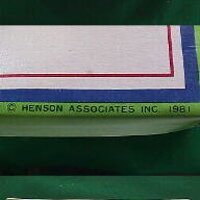 © HENSON ASSOCIATES INC. 1981